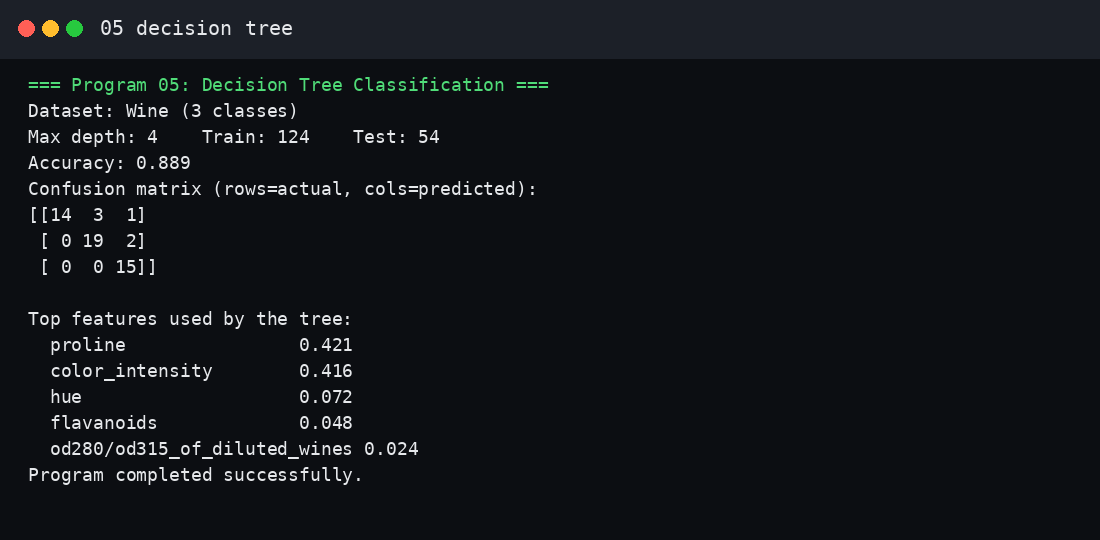 05 decision tree
=== Program 05: Decision Tree Classification ===
Dataset: Wine (3 classes)
Max depth: 4    Train: 124    Test: 54
Accuracy: 0.889
Confusion matrix (rows=actual, cols=predicted):
[[14  3  1]
 [ 0 19  2]
 [ 0  0 15]]
Top features used by the tree:
  proline                0.421
  color_intensity        0.416
  hue                    0.072
  flavanoids             0.048
  od280/od315_of_diluted_wines 0.024
Program completed successfully.